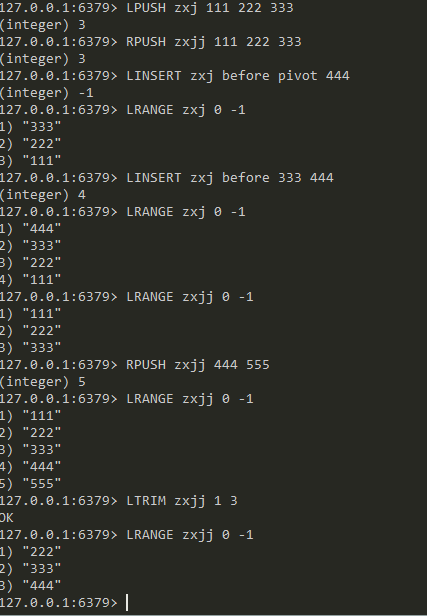 127.0.0.1:6379> LPUSH zxj 111 222 333
(integer) 3
127.0.0.1:6379> RPUSH zxjj 111 222 333
(integer) 3
127.0.0.1:6379> LINSERT zxj before pivot 444
(integer) -1
127.0.0.1:6379> LRANGE zxj 0 -1
1) "333"
2) "222"
3) "111"
127.0.0.1:6379> LINSERT zxj before 333 444
(integer) 4
127.0.0.1:6379> LRANGE zxj 0 -1
1) "444"
2) "333"
3) "222"
4) "111"
127.0.0.1:6379> LRANGE zxjj 0 -1
1) "111"
2) "222"
3) "333"
127.0.0.1:6379> RPUSH zxjj 444 555
(integer) 5
127.0.0.1:6379> LRANGE zxjj 0 -1
1) "111"
2) "222"
3) "333"
4) "444"
5) "555"
127.0.0.1:6379> LTRIM zxjj 1 3
OK
127.0.0.1:6379> LRANGE zxjj 0 -1
1) "222"
2) "333"
3) "444"
127.0.0.1:6379>